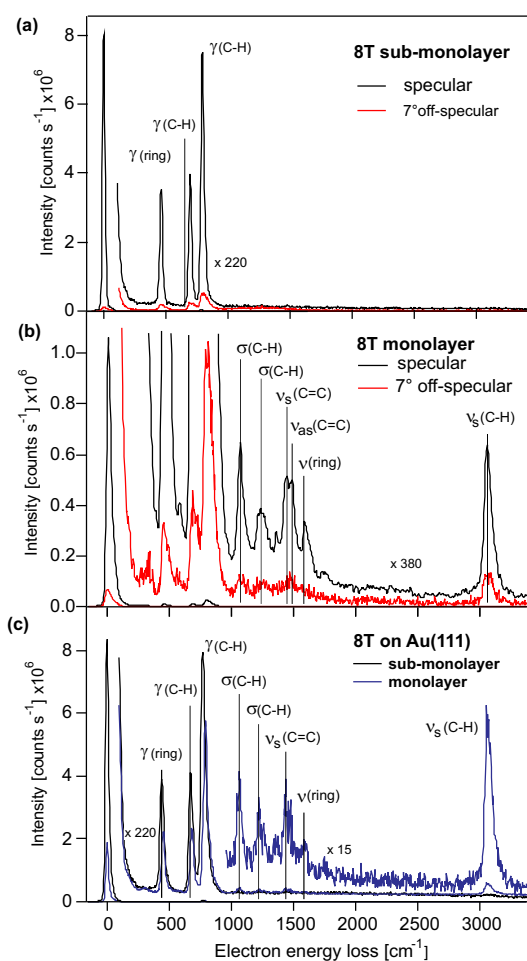 (a)
8
6
4
2
0
Intensity [counts s⁻¹] x10⁶
γ(C-H)
γ(C-H)
γ(ring)
x 220
8T sub-monolayer
specular
7°off-specular
(b)
1.0
0.8
0.6
0.4
0.2
0.0
Intensity [counts s⁻¹] x10⁶
8T monolayer
specular
7° off-specular
σ(C-H)
σ(C-H)
νs(C=C)
νas(C=C)
ν(ring)
νs(C-H)
x 380
(c)
8
6
4
2
0
Intensity [counts s⁻¹] x10⁶
8T on Au(111)
sub-monolayer
monolayer
γ(C-H)
γ(C-H)
γ(ring)
σ(C-H)
σ(C-H)
νs(C=C)
ν(ring)
νs(C-H)
x 220
x 15
0 500 1000 1500 2000 2500 3000
Electron energy loss [cm⁻¹]